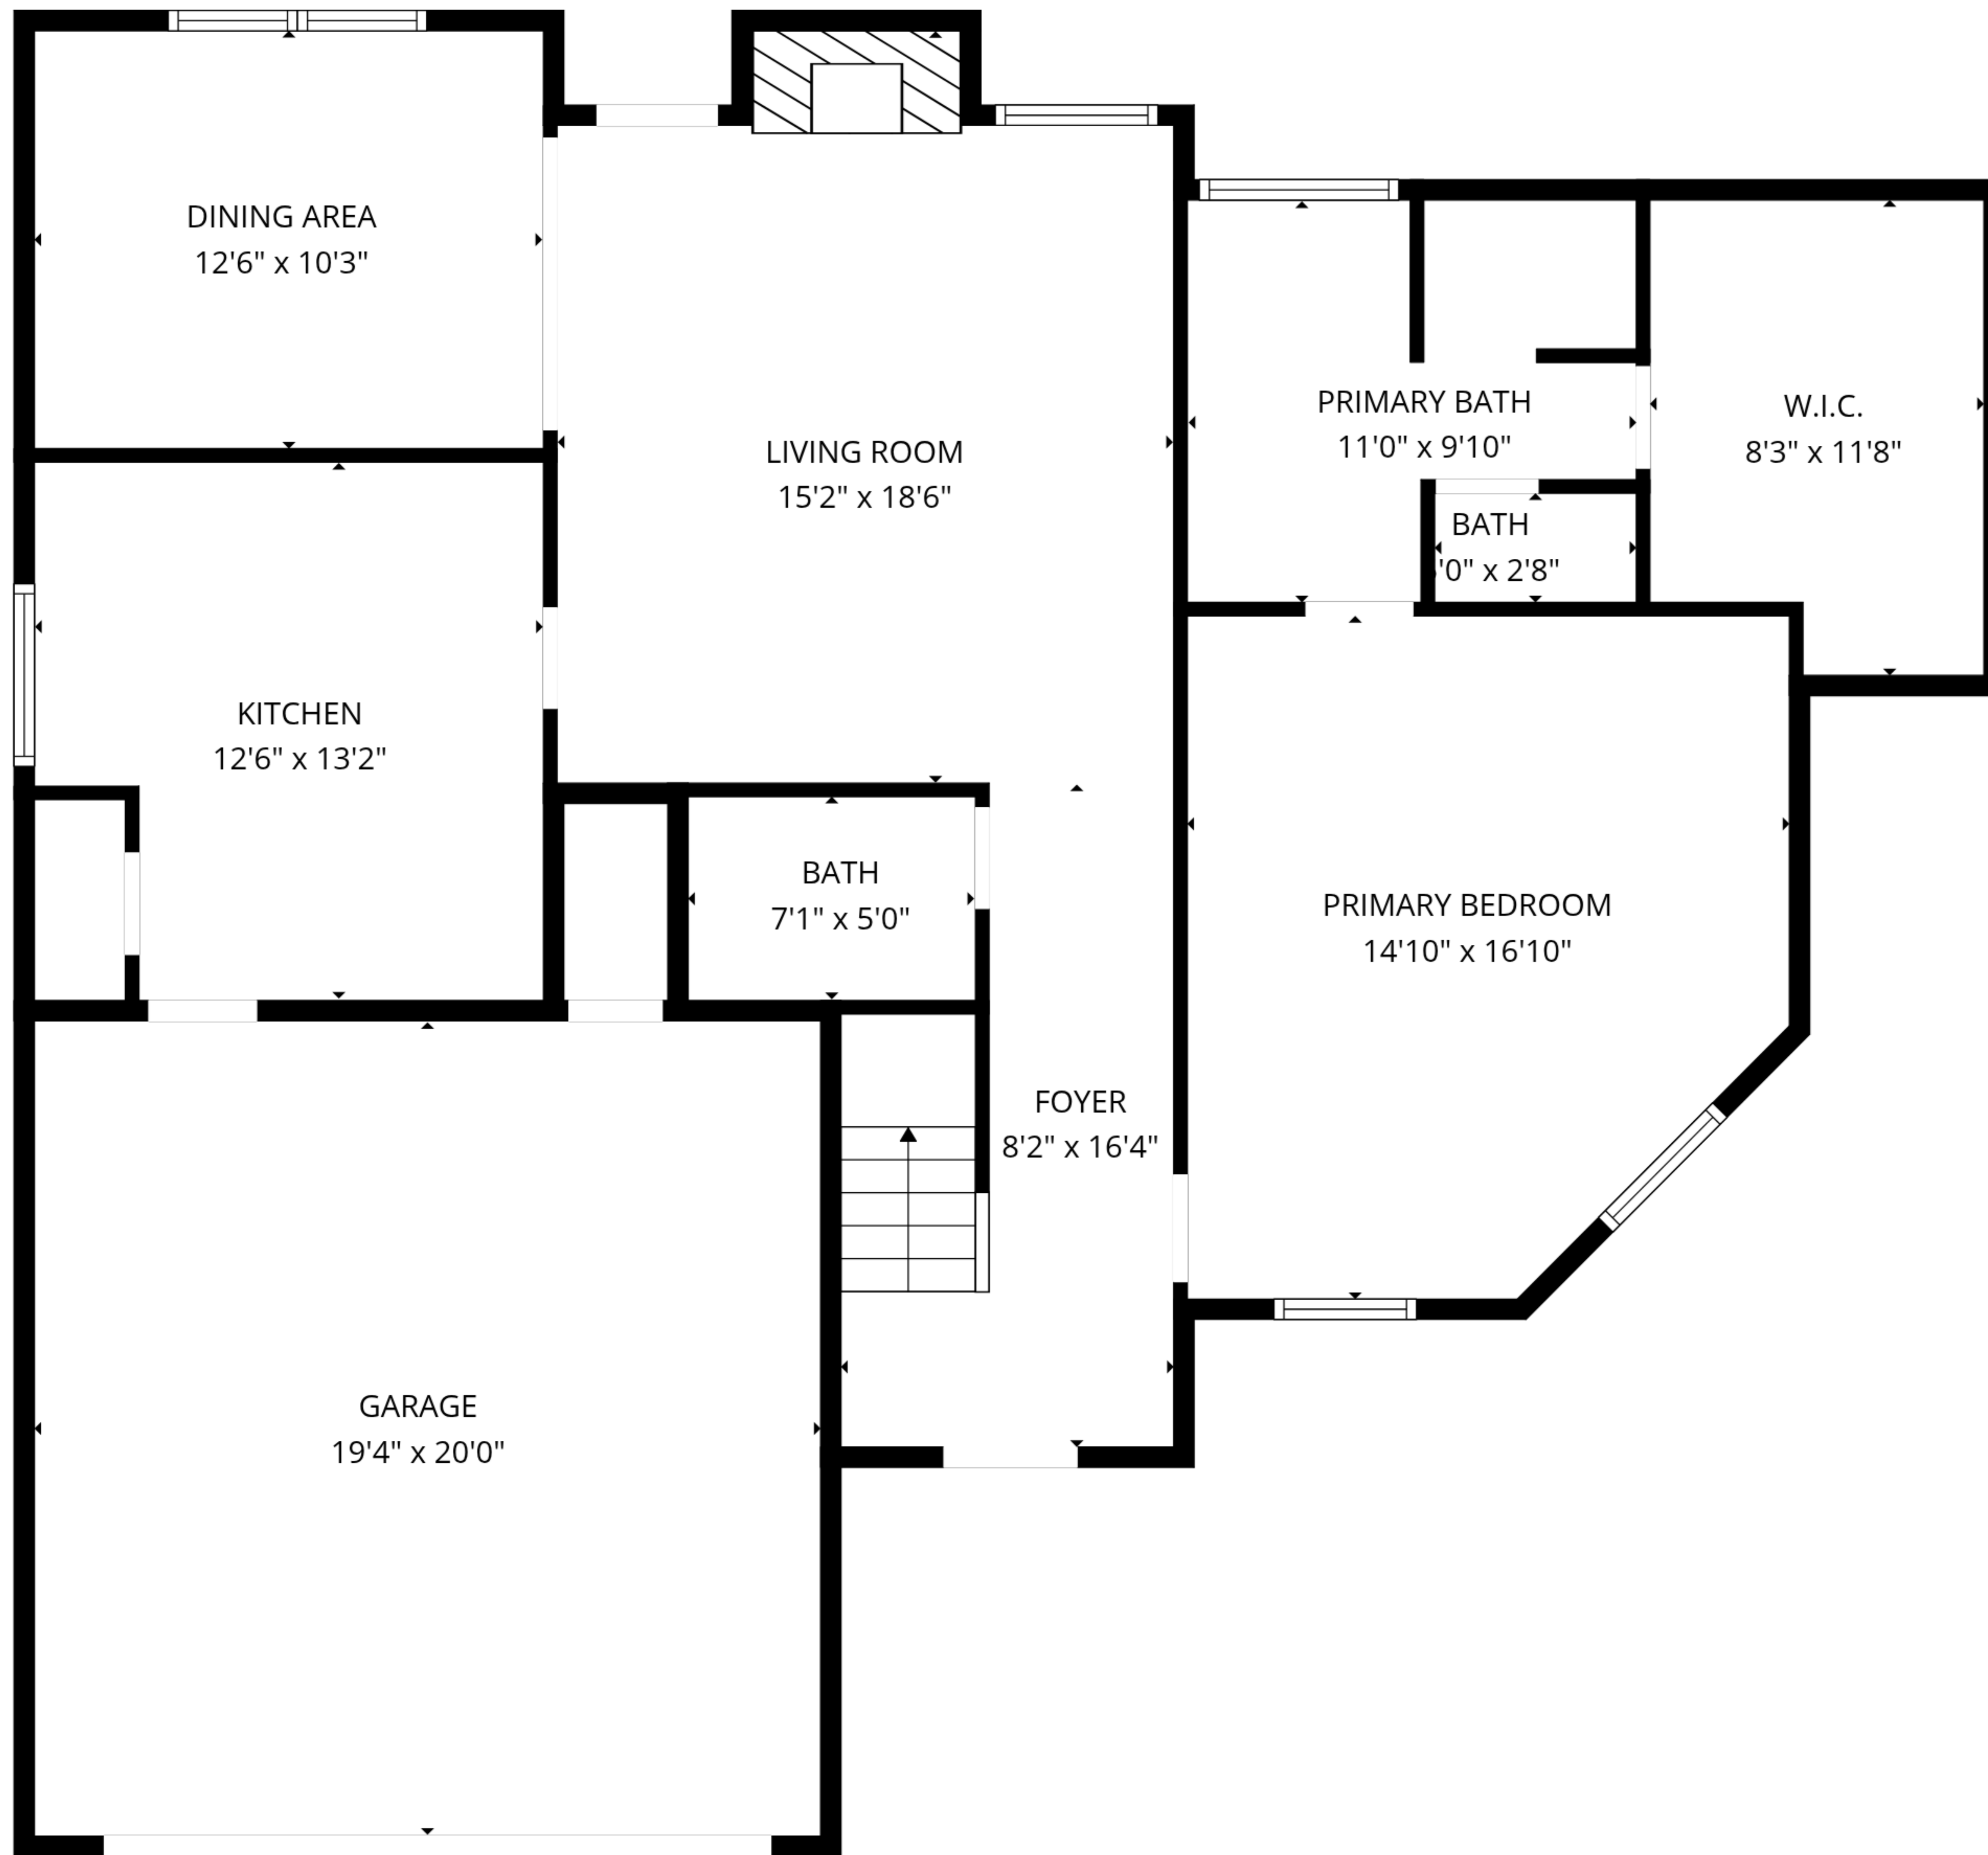 DINING AREA
12'6" x 10'3"
LIVING ROOM
15'2" x 18'6"
PRIMARY BATH
11'0" x 9'10"
W.I.C.
8'3" x 11'8"
BATH
'0" x 2'8"
KITCHEN
12'6" x 13'2"
BATH
7'1" x 5'0"
PRIMARY BEDROOM
14'10" x 16'10"
FOYER
8'2" x 16'4"
GARAGE
19'4" x 20'0"